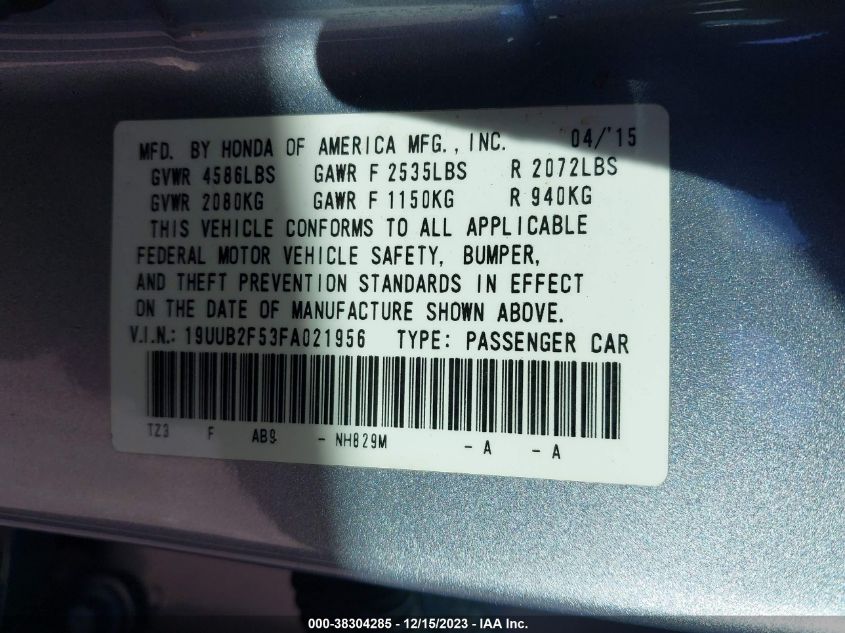 MFD. BY HONDA OF AMERICA MFG., INC. 04/'15
GVWR 4586LBS GAWR F 2535LBS R 2072LBS
GVWR 2080KG GAWR F 1150KG R 940KG
THIS VEHICLE CONFORMS TO ALL APPLICABLE
FEDERAL MOTOR VEHICLE SAFETY, BUMPER,
AND THEFT PREVENTION STANDARDS IN EFFECT
ON THE DATE OF MANUFACTURE SHOWN ABOVE.
V.I.N.: 19UUB2F53FA021956 TYPE: PASSENGER CAR
TZ3 F AB9 - NH829M - A - A
000-38304285 - 12/15/2023 - IAA Inc.